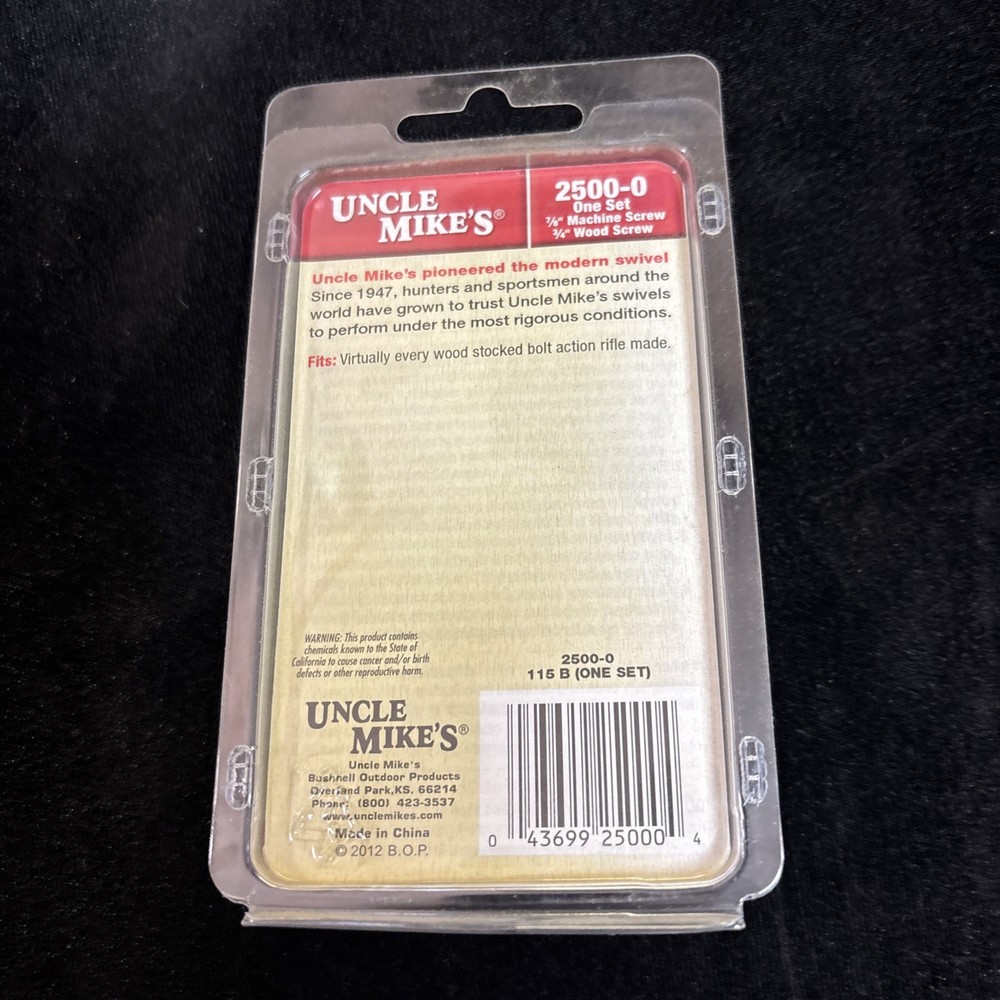 UNCLE
MIKE'S®
2500-0
One Set
⅞" Machine Screw
¾" Wood Screw
Uncle Mike's pioneered the modern swivel
Since 1947, hunters and sportsmen around the
world have grown to trust Uncle Mike's swivels
to perform under the most rigorous conditions.
Fits: Virtually every wood stocked bolt action rifle made.
WARNING: This product contains
chemicals known to the State of
California to cause cancer and/or birth
defects or other reproductive harm.
2500-0
115 B (ONE SET)
UNCLE
MIKE'S®
Uncle Mike's
Bushnell Outdoor Products
Overland Park,KS. 66214
Phone: (800) 423-3537
www.unclemikes.com
Made in China
© 2012 B.O.P.
0 43699 25000 4